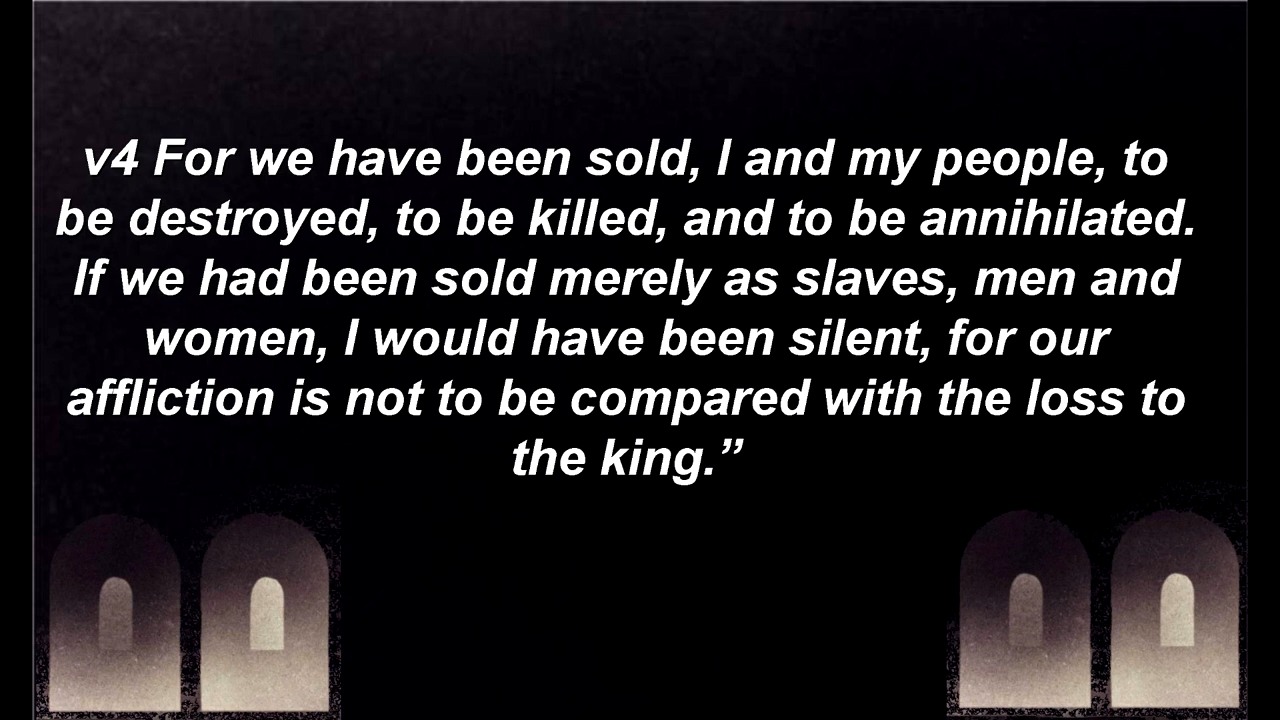 v4 For we have been sold, I and my people, to
be destroyed, to be killed, and to be annihilated.
If we had been sold merely as slaves, men and
women, I would have been silent, for our
affliction is not to be compared with the loss to
the king.”